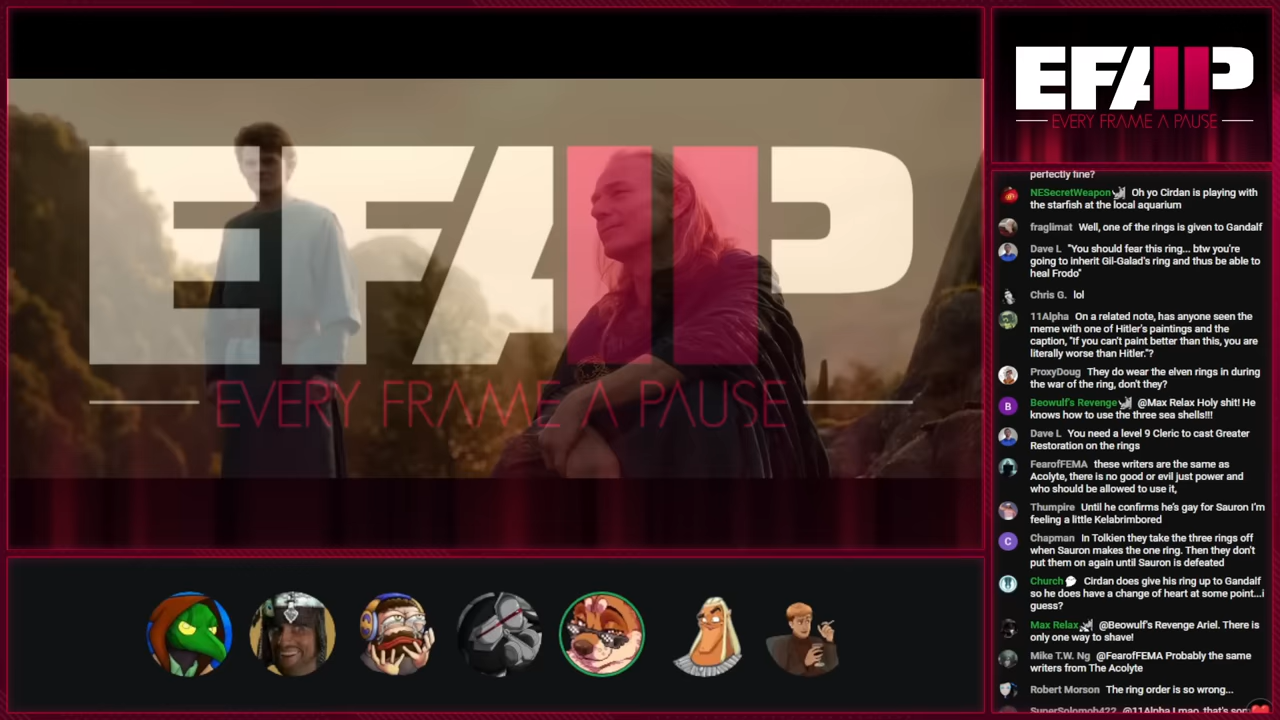 EFAP
EVERY FRAME A PAUSE
EFAP
EVERY FRAME A PAUSE
perfectly fine?
NESecretWeapon Oh yo Cirdan is playing with
the starfish at the local aquarium
fraglimat Well, one of the rings is given to Gandalf
Dave L "You should fear this ring... btw you're
going to inherit Gil-Galad's ring and thus be able to
heal Frodo"
Chris G. lol
11Alpha On a related note, has anyone seen the
meme with one of Hitler's paintings and the
caption, "If you can't paint better than this, you are
literally worse than Hitler."?
ProxyDoug They do wear the elven rings in during
the war of the ring, don't they?
Beowulf's Revenge @Max Relax Holy shit! He
knows how to use the three sea shells!!!
Dave L You need a level 9 Cleric to cast Greater
Restoration on the rings
FearofFEMA these writers are the same as
Acolyte, there is no good or evil just power and
who should be allowed to use it,
Thumpire Until he confirms he's gay for Sauron I'm
feeling a little Kelabrimbored
C Chapman In Tolkien they take the three rings off
when Sauron makes the one ring. Then they don't
put them on again until Sauron is defeated
Church Cirdan does give his ring up to Gandalf
so he does have a change of heart at some point...i
guess?
Max Relax @Beowulf's Revenge Ariel. There is
only one way to shave!
Mike T.W. Ng @FearofFEMA Probably the same
writers from The Acolyte
Robert Morson The ring order is so wrong...
@11Alpha Lmao, that's